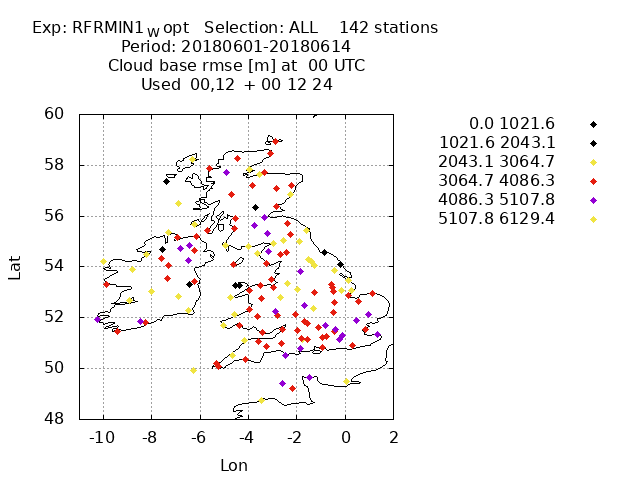 Exp: RFRMIN1 W opt Selection: ALL 142 stations
Period: 20180601-20180614
Cloud base rmse [m] at 00 UTC
Used 00,12 + 00 12 24
0.0 1021.6
1021.6 2043.1
2043.1 3064.7
3064.7 4086.3
4086.3 5107.8
5107.8 6129.4
60
58
56
54
52
50
48
Lat
-10 -8 -6 -4 -2 0 2
Lon